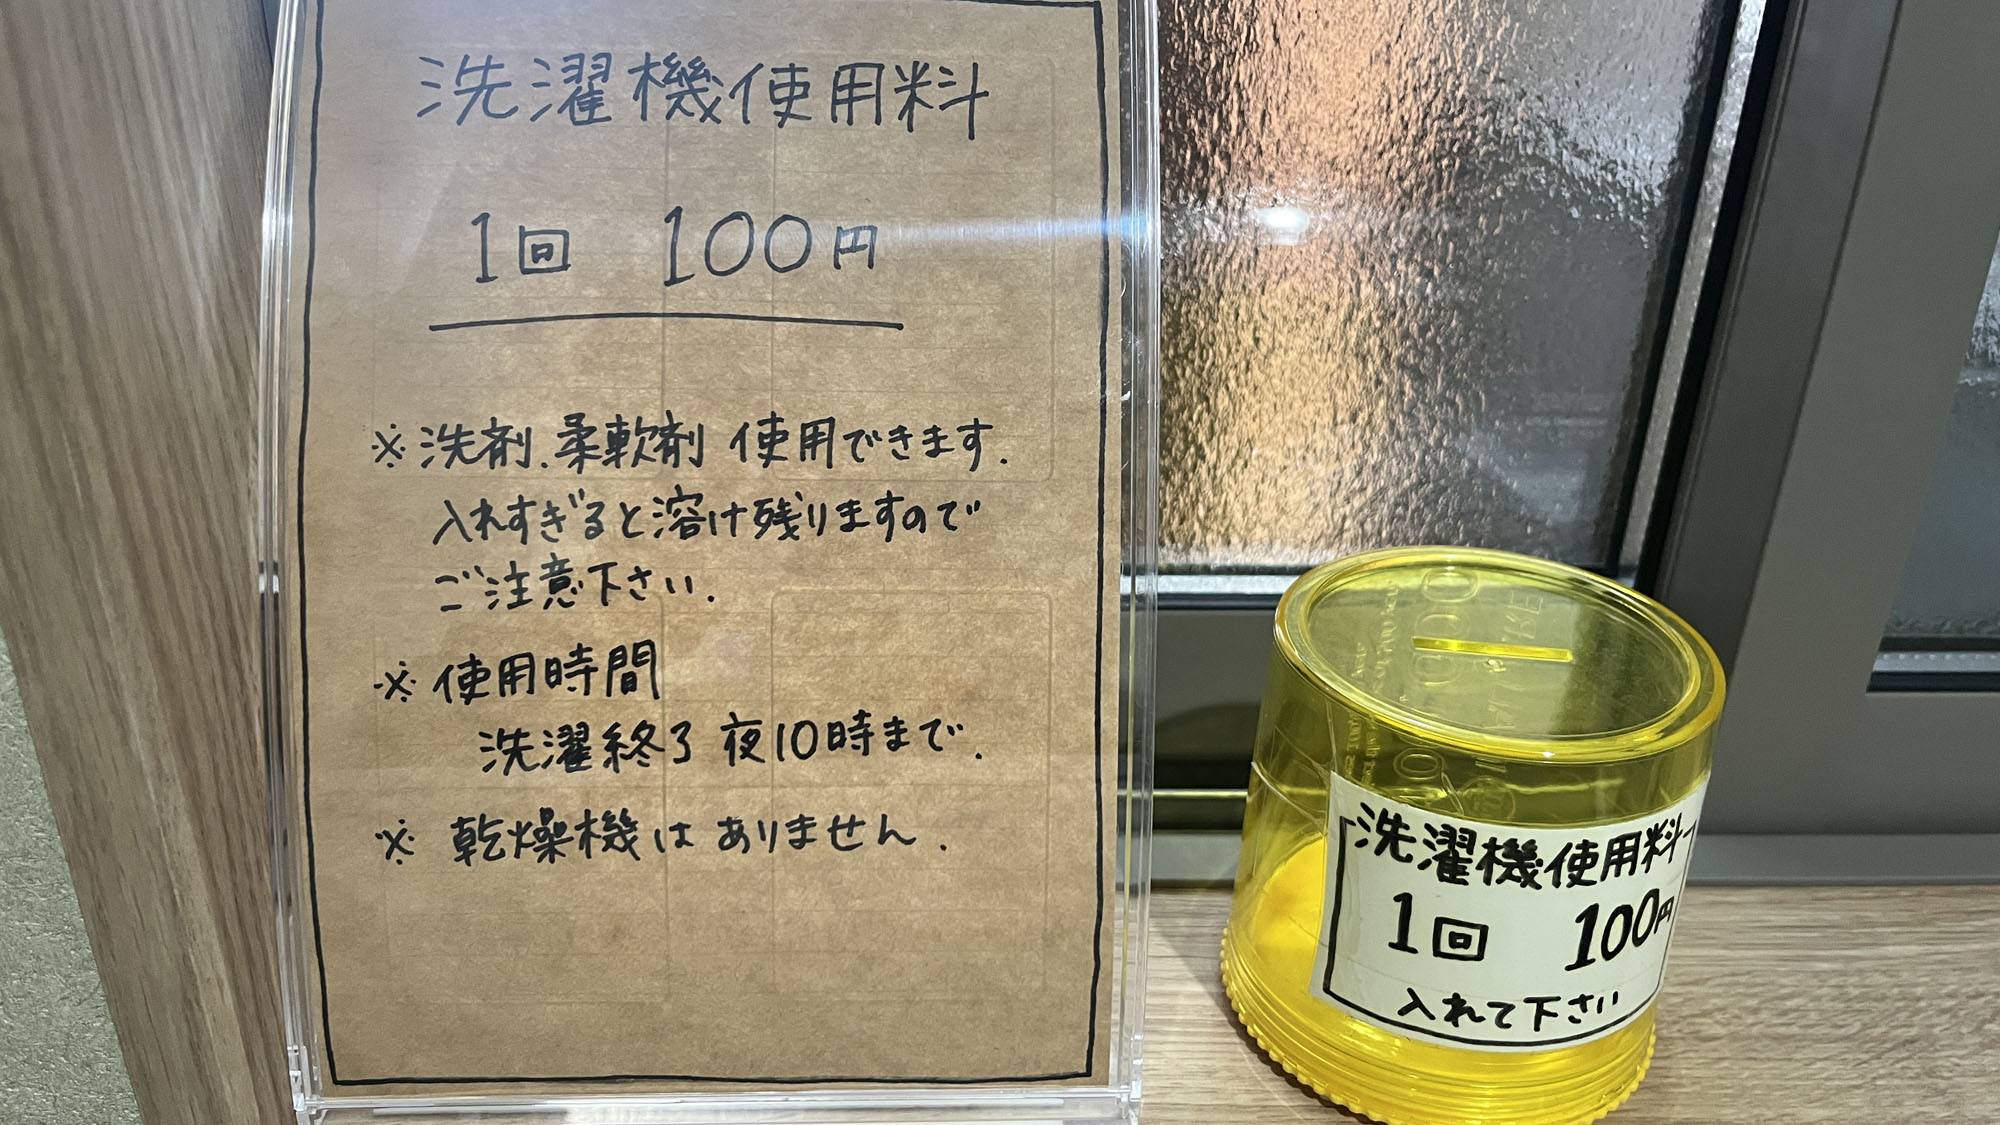 洗濯機使用料
1回 100円
※洗剤.柔軟剤 使用できます.
入れすぎると溶け残りますので
ご注意下さい.
※使用時間
洗濯終了 夜10時まで.
※ 乾燥機は ありません.
洗濯機使用料
1回 100円
入れて下さい